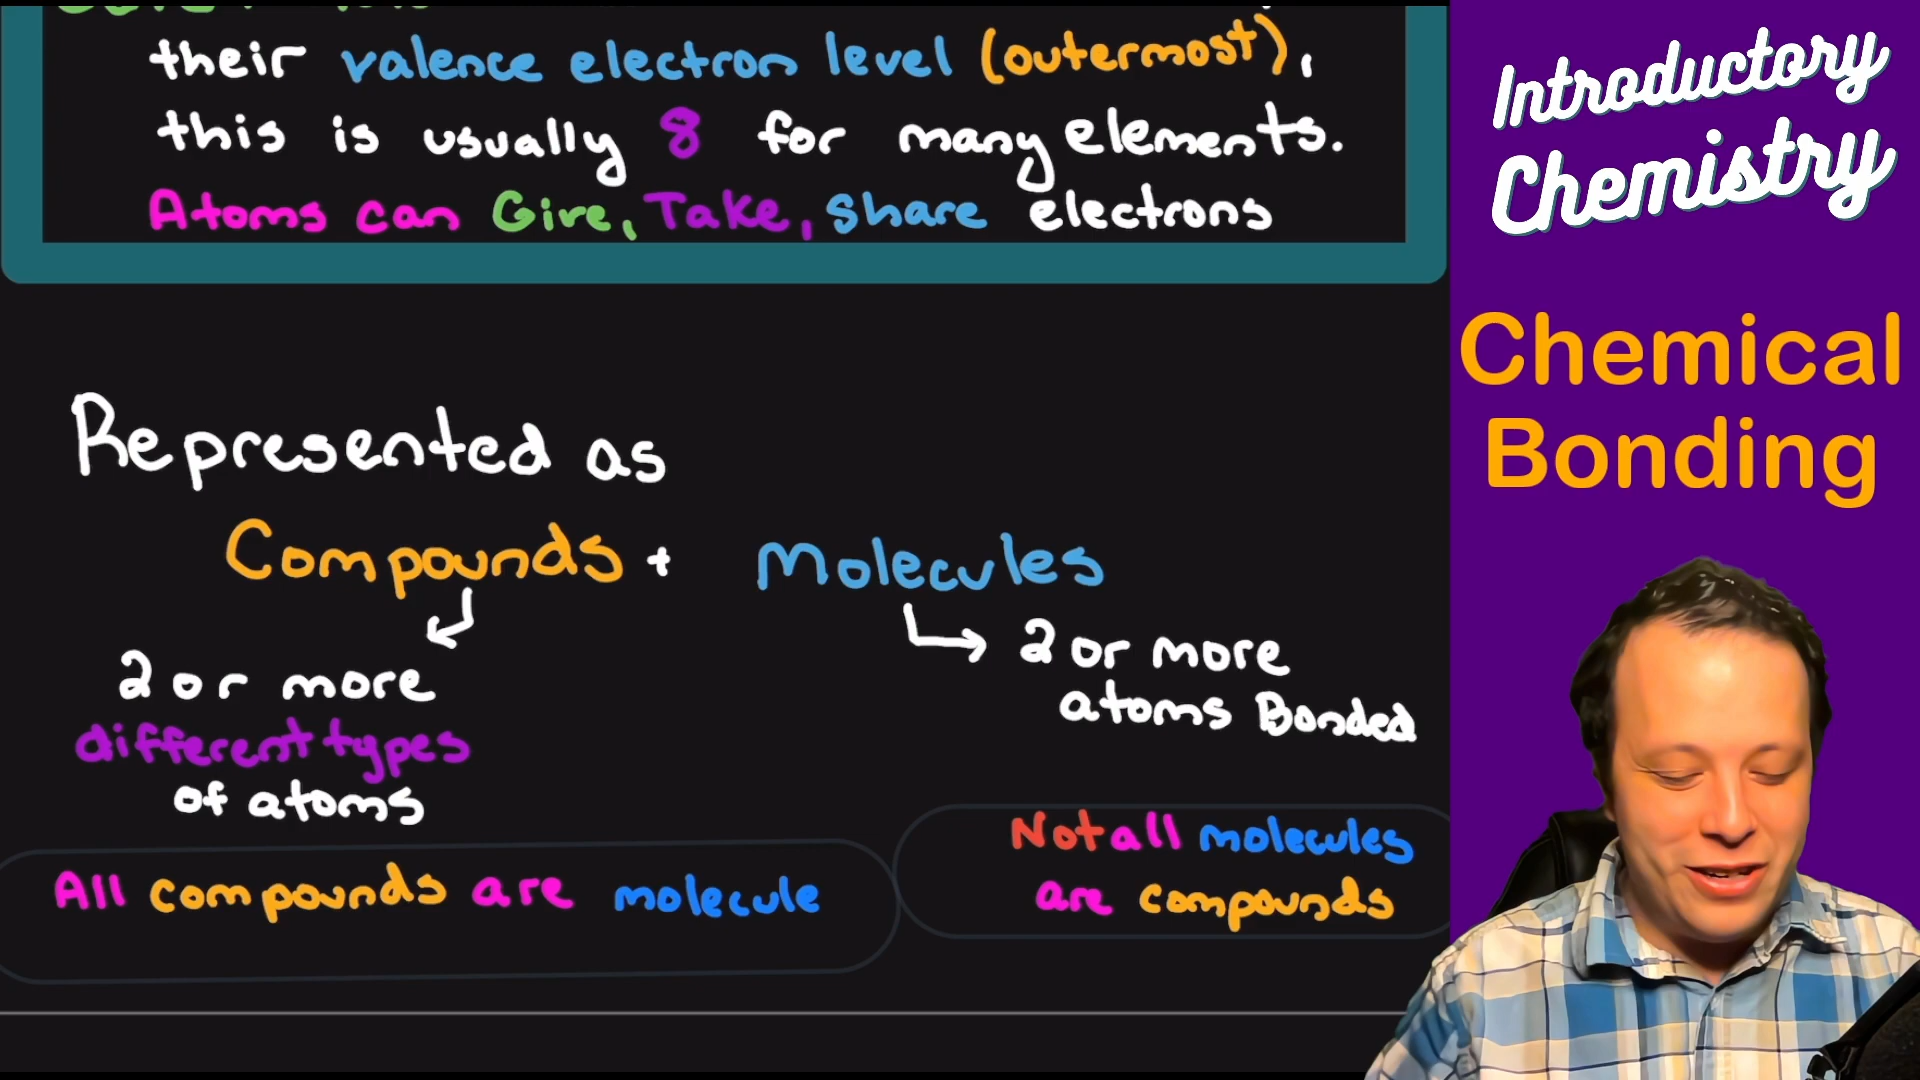 their valence electron level (outermost),
this is usually 8 for many elements.
Atoms can Give, Take, share electrons
Represented as
Compounds + Molecules
2 or more
different types
of atoms
2 or more
atoms Bonded
All compounds are molecule
Not all molecules
are compounds
Introductory
Chemistry
Chemical
Bonding